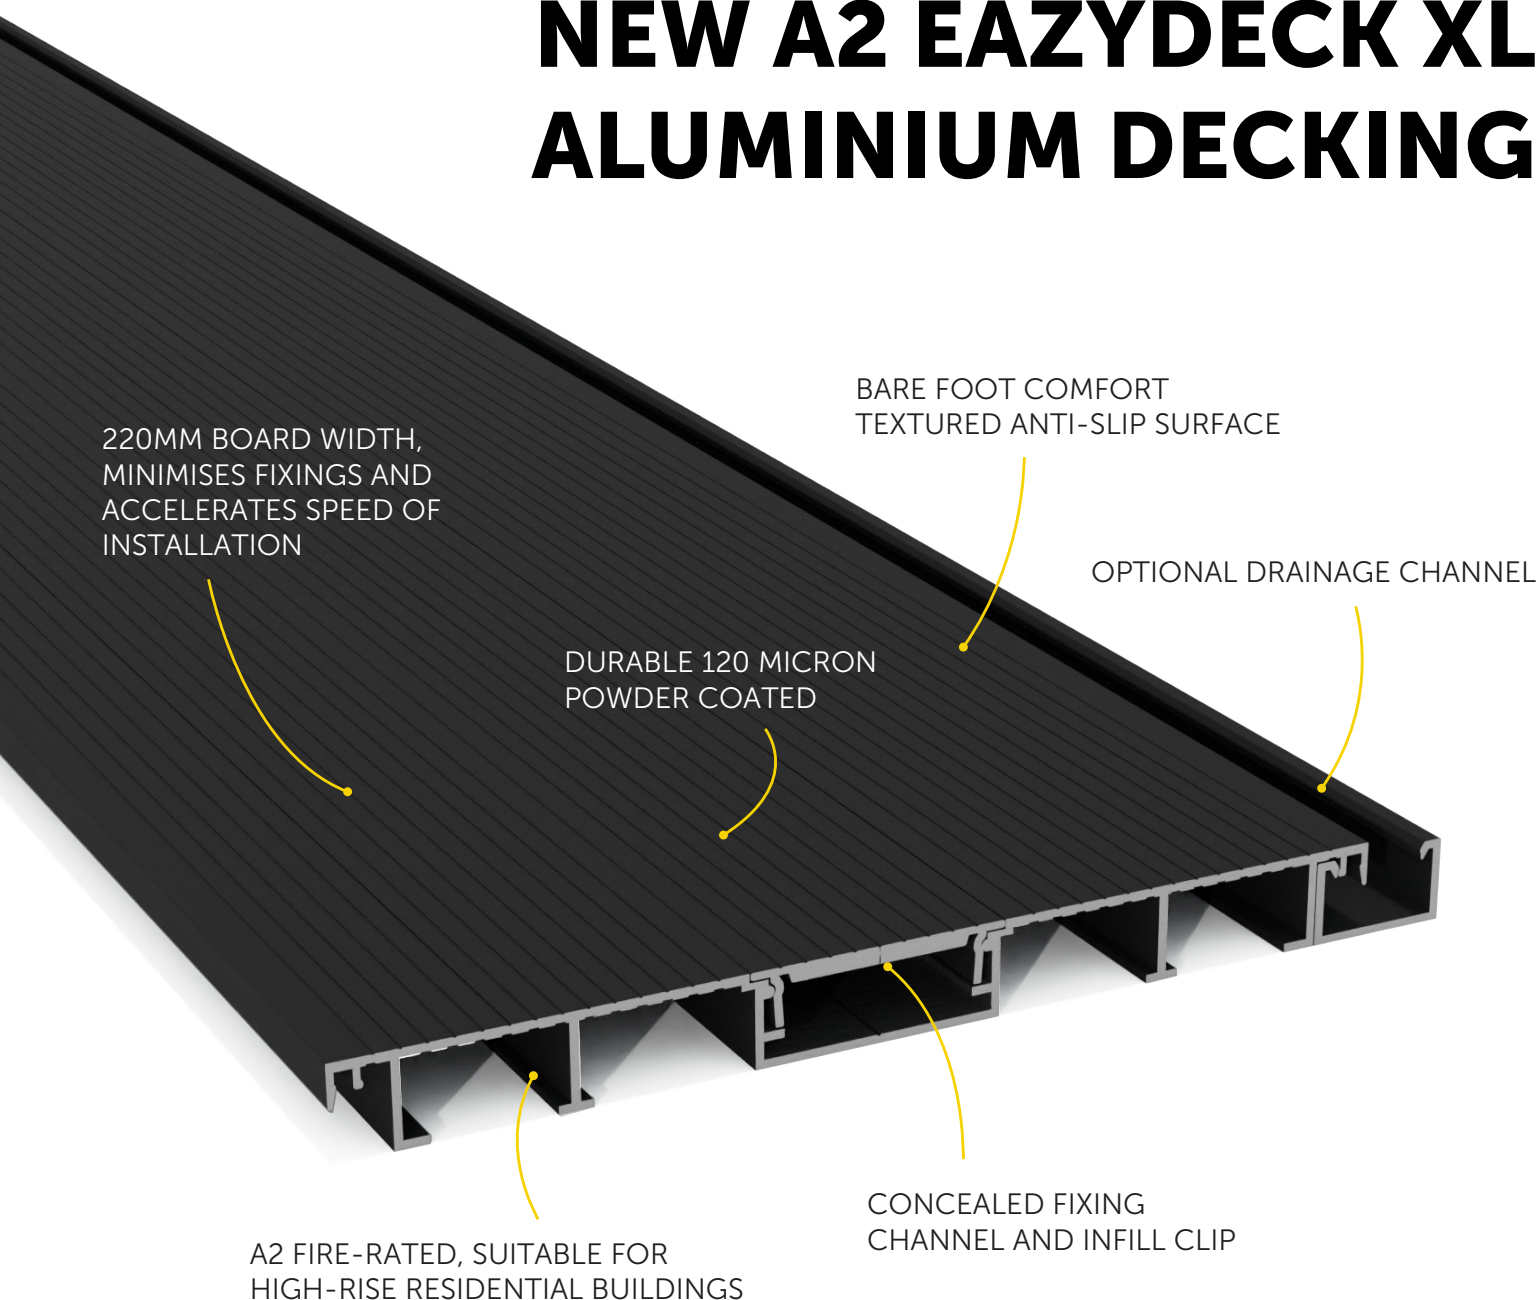 NEW A2 EAZYDECK XL
ALUMINIUM DECKING
BARE FOOT COMFORT
TEXTURED ANTI-SLIP SURFACE
220MM BOARD WIDTH,
MINIMISES FIXINGS AND
ACCELERATES SPEED OF
INSTALLATION
OPTIONAL DRAINAGE CHANNEL
DURABLE 120 MICRON
POWDER COATED
CONCEALED FIXING
CHANNEL AND INFILL CLIP
A2 FIRE-RATED, SUITABLE FOR
HIGH-RISE RESIDENTIAL BUILDINGS